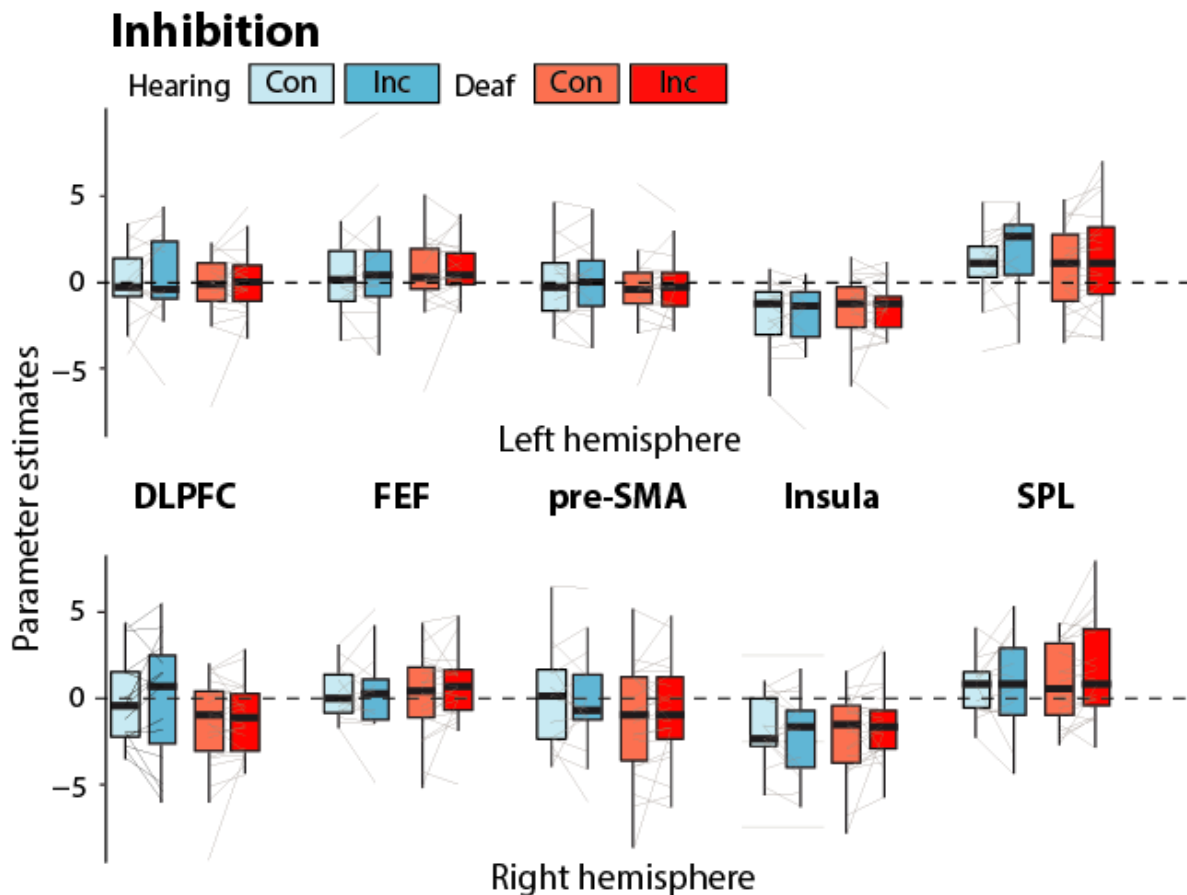 Inhibition
Hearing Con Inc Deaf Con Inc
5
0
−5
Left hemisphere
Parameter estimates
DLPFC FEF pre-SMA Insula SPL
5
0
−5
Right hemisphere